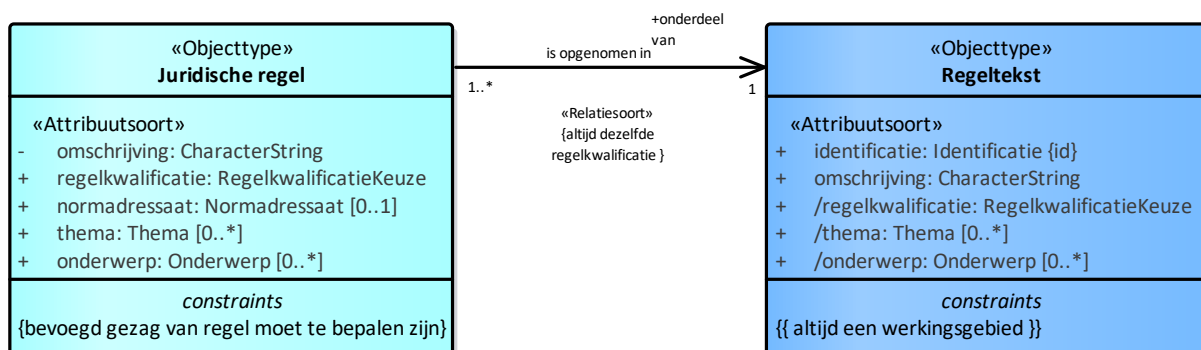 «Objecttype»
Juridische regel
«Attribuutsoort»
- omschrijving: CharacterString
+ regelkwalificatie: RegelkwalificatieKeuze
+ normadressaat: Normadressaat [0..1]
+ thema: Thema [0..*]
+ onderwerp: Onderwerp [0..*]
constraints
{bevoegd gezag van regel moet te bepalen zijn}
+onderdeel
van
is opgenomen in
1..*
1
«Relatiesoort»
{altijd dezelfde
regelkwalificatie }
«Objecttype»
Regeltekst
«Attribuutsoort»
+ identificatie: Identificatie {id}
+ omschrijving: CharacterString
+ /regelkwalificatie: RegelkwalificatieKeuze
+ /thema: Thema [0..*]
+ /onderwerp: Onderwerp [0..*]
constraints
{{ altijd een werkingsgebied }}